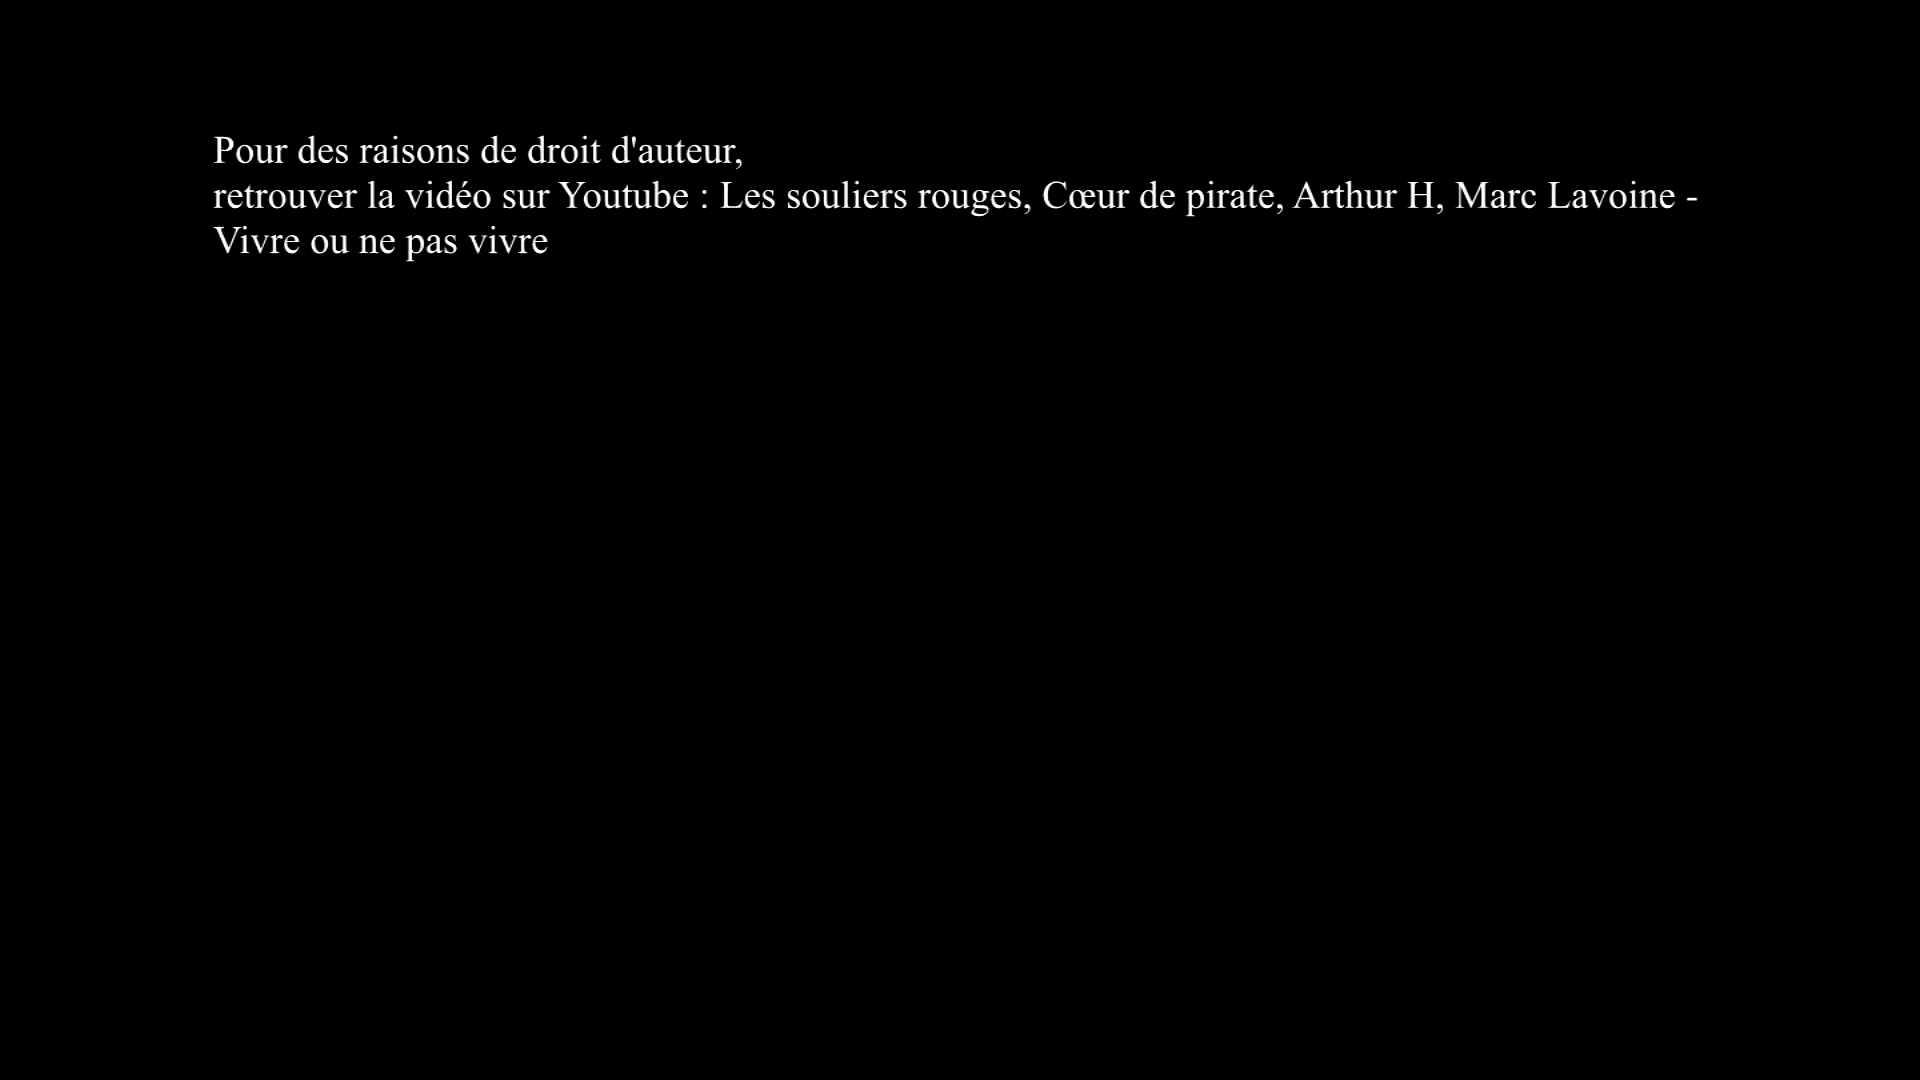 Pour des raisons de droit d'auteur,
retrouver la vidéo sur Youtube : Les souliers rouges, Cœur de pirate, Arthur H, Marc Lavoine -
Vivre ou ne pas vivre